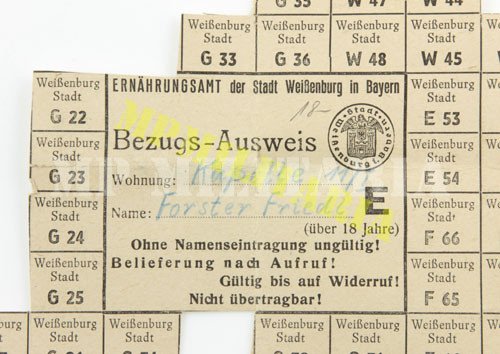 G 35 W 47 W 44
Weißenburg Stadt G 33
Weißenburg Stadt G 36
Weißenburg Stadt W 48
Weißenburg Stadt W 45
Weißenburg Stadt G 22
Weißenburg Stadt G 23
Weißenburg Stadt G 24
Weißenburg Stadt G 25
ERNÄHRUNGSAMT der Stadt Weißenburg in Bayern
18-
Bezugs-Ausweis
Stadt Weißenburg i. Bayern
Wohnung:
Name: Forster Friedl
E
(über 18 Jahre)
Ohne Namenseintragung ungültig!
Belieferung nach Aufruf!
Gültig bis auf Widerruf!
Nicht übertragbar!
Weißenburg Stadt E 53
Weißenburg Stadt E 54
Weißenburg Stadt F 66
Weißenburg Stadt F 65
Weißenburg Stadt
Weißenburg Stadt
Weißenburg Stadt
Weißenburg Stadt
Weißenburg Stadt